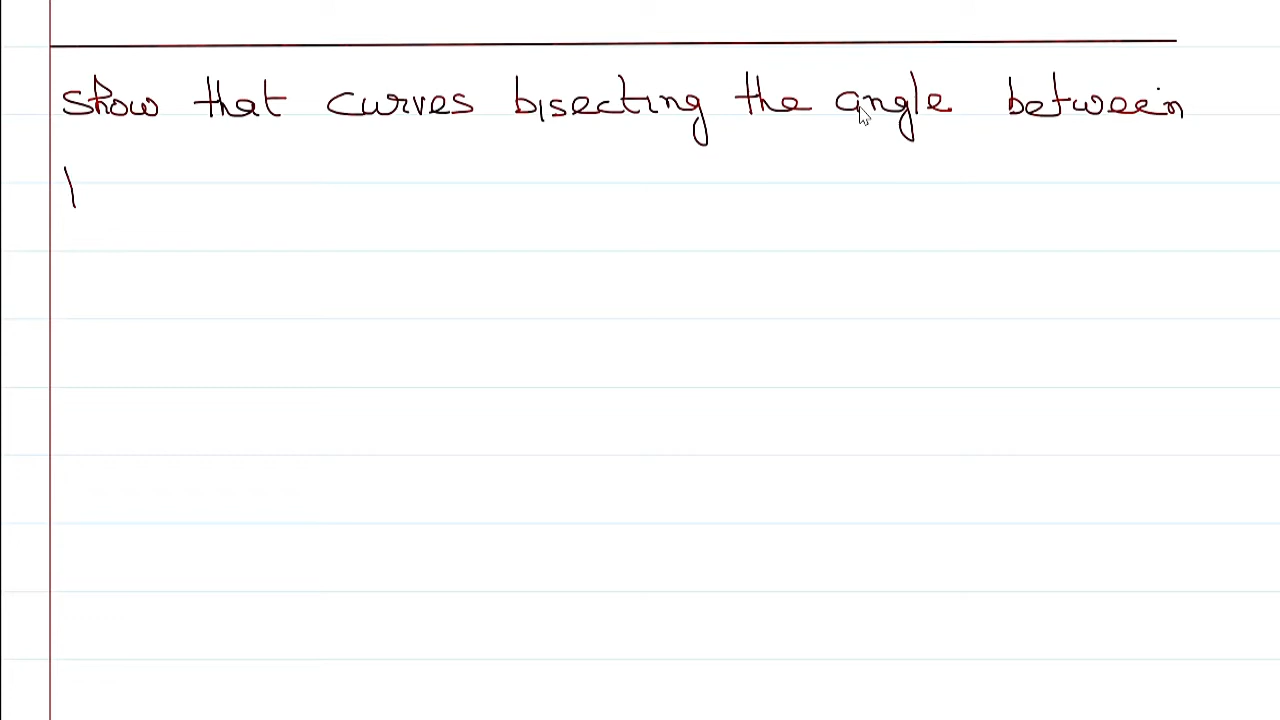 show that curves bisecting the angle between